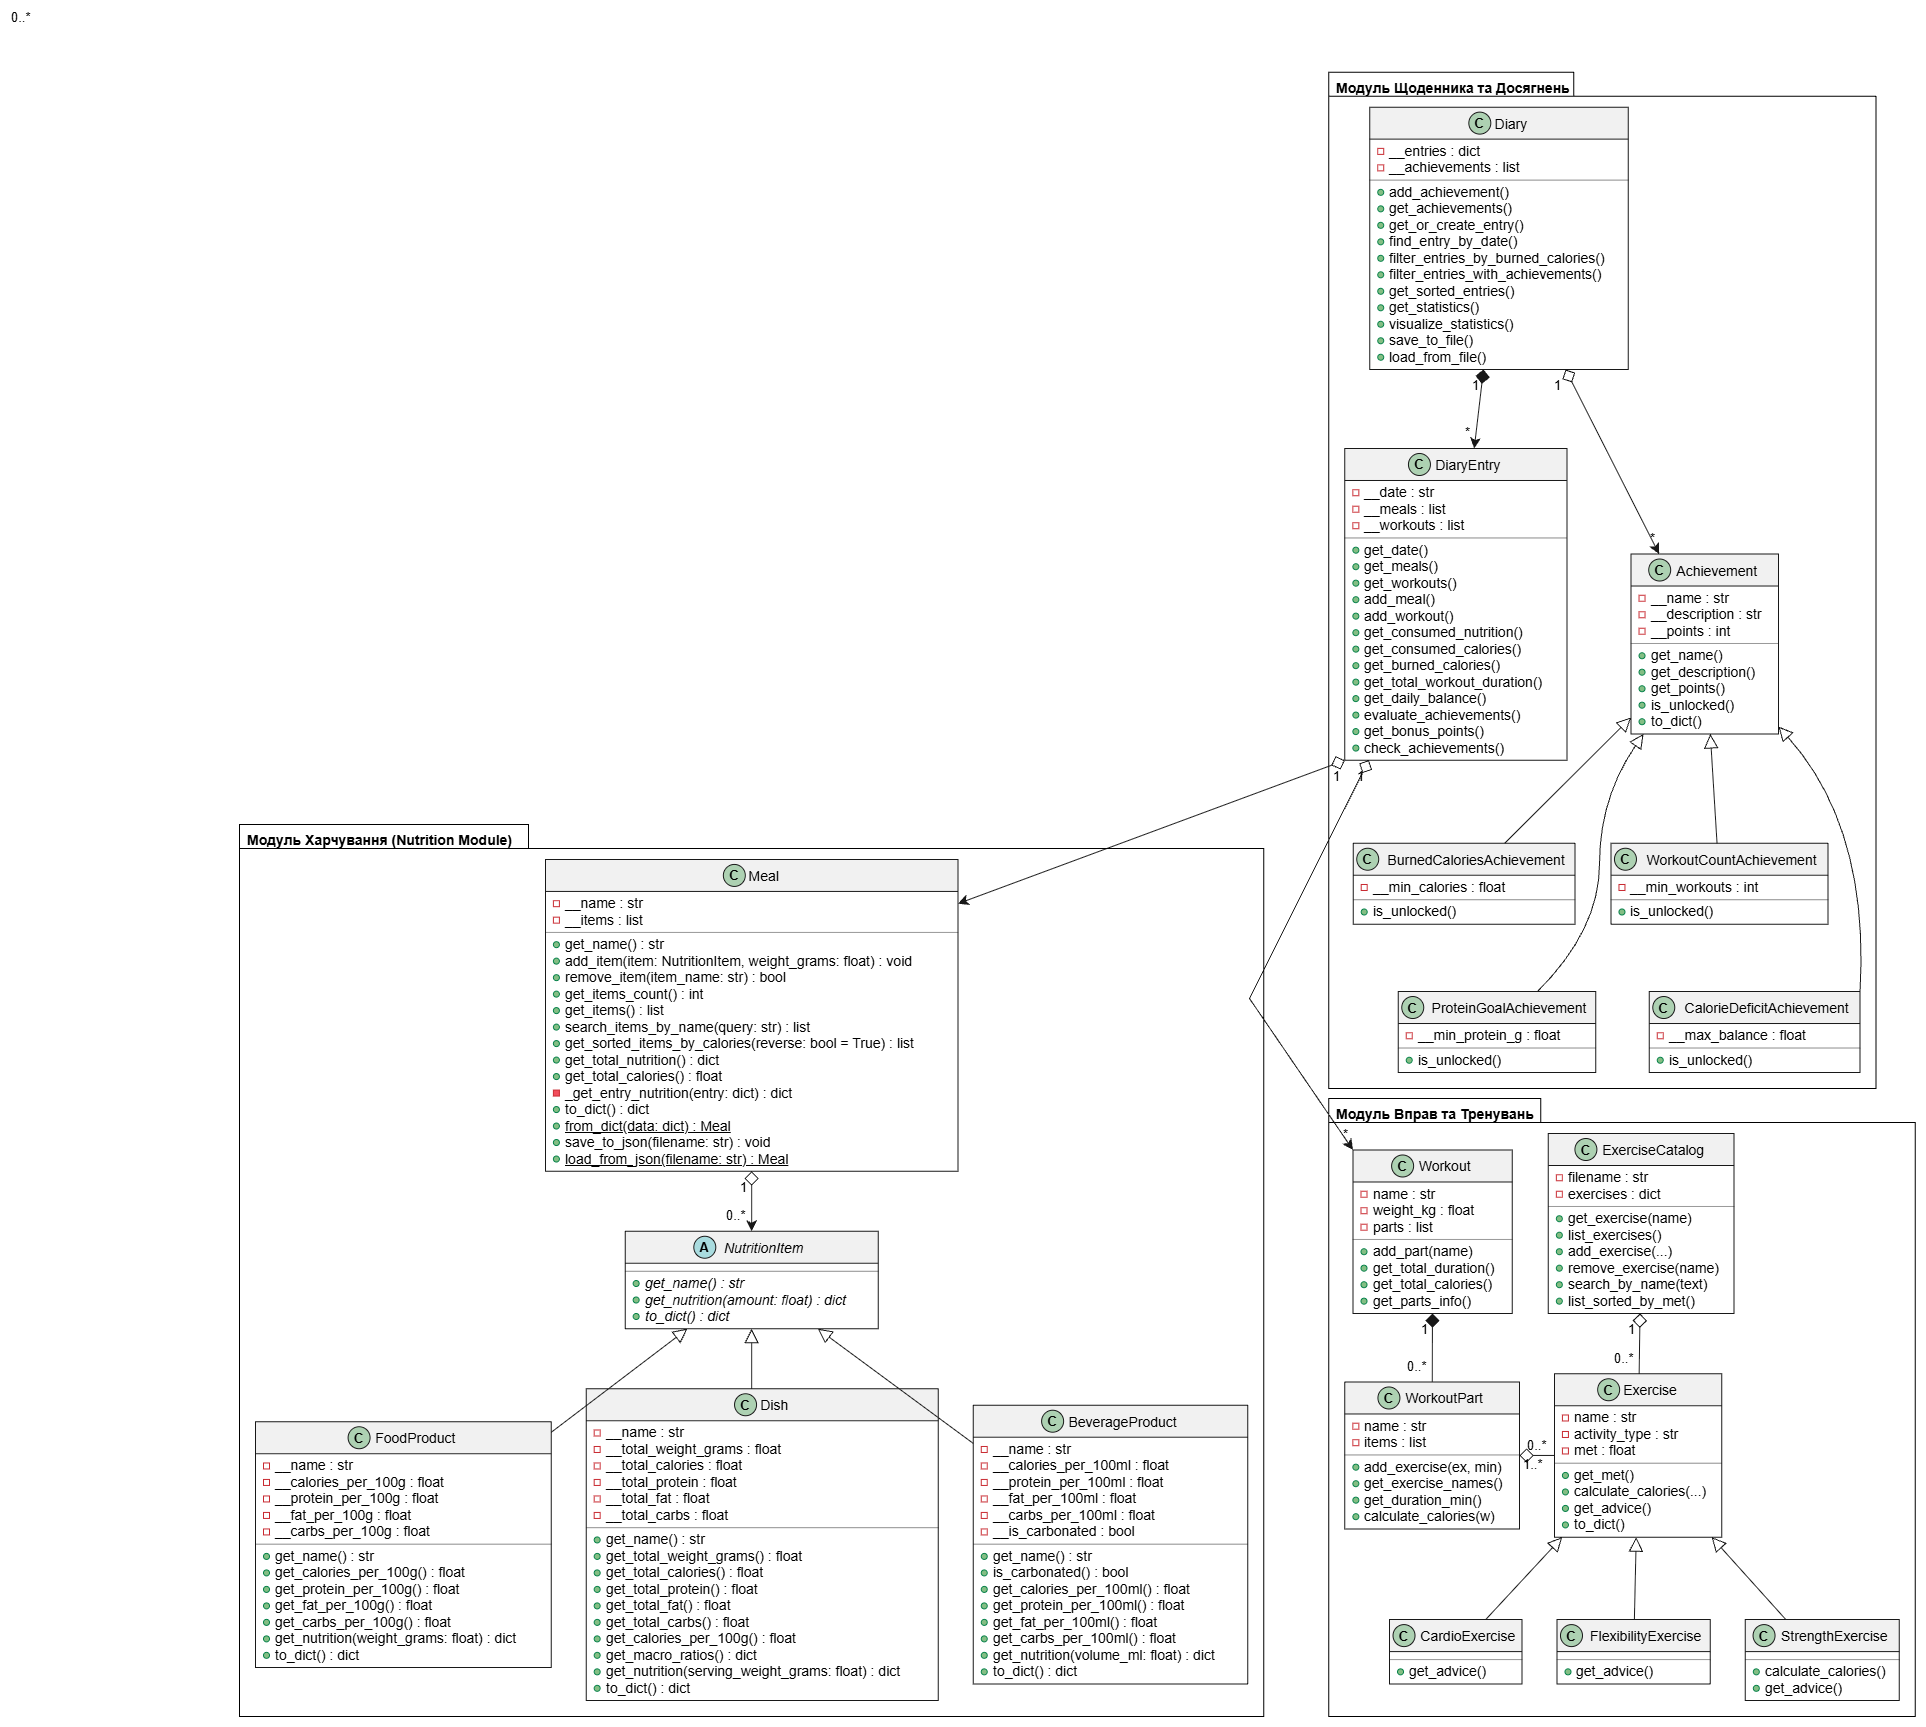 0..*
Модуль Щоденника та Досягнень
C Diary
__entries : dict
__achievements : list
add_achievement()
get_achievements()
get_or_create_entry()
find_entry_by_date()
filter_entries_by_burned_calories()
filter_entries_with_achievements()
get_sorted_entries()
get_statistics()
visualize_statistics()
save_to_file()
load_from_file()
1
1
*
*
C DiaryEntry
__date : str
__meals : list
__workouts : list
get_date()
get_meals()
get_workouts()
add_meal()
add_workout()
get_consumed_nutrition()
get_consumed_calories()
get_burned_calories()
get_total_workout_duration()
get_daily_balance()
evaluate_achievements()
get_bonus_points()
check_achievements()
1
1
C Achievement
__name : str
__description : str
__points : int
get_name()
get_description()
get_points()
is_unlocked()
to_dict()
C BurnedCaloriesAchievement
__min_calories : float
is_unlocked()
C WorkoutCountAchievement
__min_workouts : int
is_unlocked()
C ProteinGoalAchievement
__min_protein_g : float
is_unlocked()
C CalorieDeficitAchievement
__max_balance : float
is_unlocked()
Модуль Харчування (Nutrition Module)
C Meal
__name : str
__items : list
get_name() : str
add_item(item: NutritionItem, weight_grams: float) : void
remove_item(item_name: str) : bool
get_items_count() : int
get_items() : list
search_items_by_name(query: str) : list
get_sorted_items_by_calories(reverse: bool = True) : list
get_total_nutrition() : dict
get_total_calories() : float
_get_entry_nutrition(entry: dict) : dict
to_dict() : dict
from_dict(data: dict) : Meal
save_to_json(filename: str) : void
load_from_json(filename: str) : Meal
1
0..*
A NutritionItem
get_name() : str
get_nutrition(amount: float) : dict
to_dict() : dict
C FoodProduct
__name : str
__calories_per_100g : float
__protein_per_100g : float
__fat_per_100g : float
__carbs_per_100g : float
get_name() : str
get_calories_per_100g() : float
get_protein_per_100g() : float
get_fat_per_100g() : float
get_carbs_per_100g() : float
get_nutrition(weight_grams: float) : dict
to_dict() : dict
C Dish
__name : str
__total_weight_grams : float
__total_calories : float
__total_protein : float
__total_fat : float
__total_carbs : float
get_name() : str
get_total_weight_grams() : float
get_total_calories() : float
get_total_protein() : float
get_total_fat() : float
get_total_carbs() : float
get_calories_per_100g() : float
get_macro_ratios() : dict
get_nutrition(serving_weight_grams: float) : dict
to_dict() : dict
C BeverageProduct
__name : str
__calories_per_100ml : float
__protein_per_100ml : float
__fat_per_100ml : float
__carbs_per_100ml : float
__is_carbonated : bool
get_name() : str
is_carbonated() : bool
get_calories_per_100ml() : float
get_protein_per_100ml() : float
get_fat_per_100ml() : float
get_carbs_per_100ml() : float
get_nutrition(volume_ml: float) : dict
to_dict() : dict
Модуль Вправ та Тренувань
*
C Workout
name : str
weight_kg : float
parts : list
add_part(name)
get_total_duration()
get_total_calories()
get_parts_info()
1
0..*
C ExerciseCatalog
filename : str
exercises : dict
get_exercise(name)
list_exercises()
add_exercise(...)
remove_exercise(name)
search_by_name(text)
list_sorted_by_met()
1
0..*
C WorkoutPart
name : str
items : list
add_exercise(ex, min)
get_exercise_names()
get_duration_min()
calculate_calories(w)
0..*
1..*
C Exercise
name : str
activity_type : str
met : float
get_met()
calculate_calories(...)
get_advice()
to_dict()
C CardioExercise
get_advice()
C FlexibilityExercise
get_advice()
C StrengthExercise
calculate_calories()
get_advice()